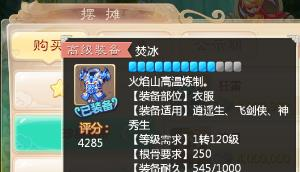 摆摊
购买
高级装备 焚冰
火焰山高温炼制。
【装备部位】衣服
【装备适用】逍遥生、飞剑侠、神秀生
【等级需求】1转120级
【根骨要求】250
【装备耐久】545/1000
已装备
评分：
4285